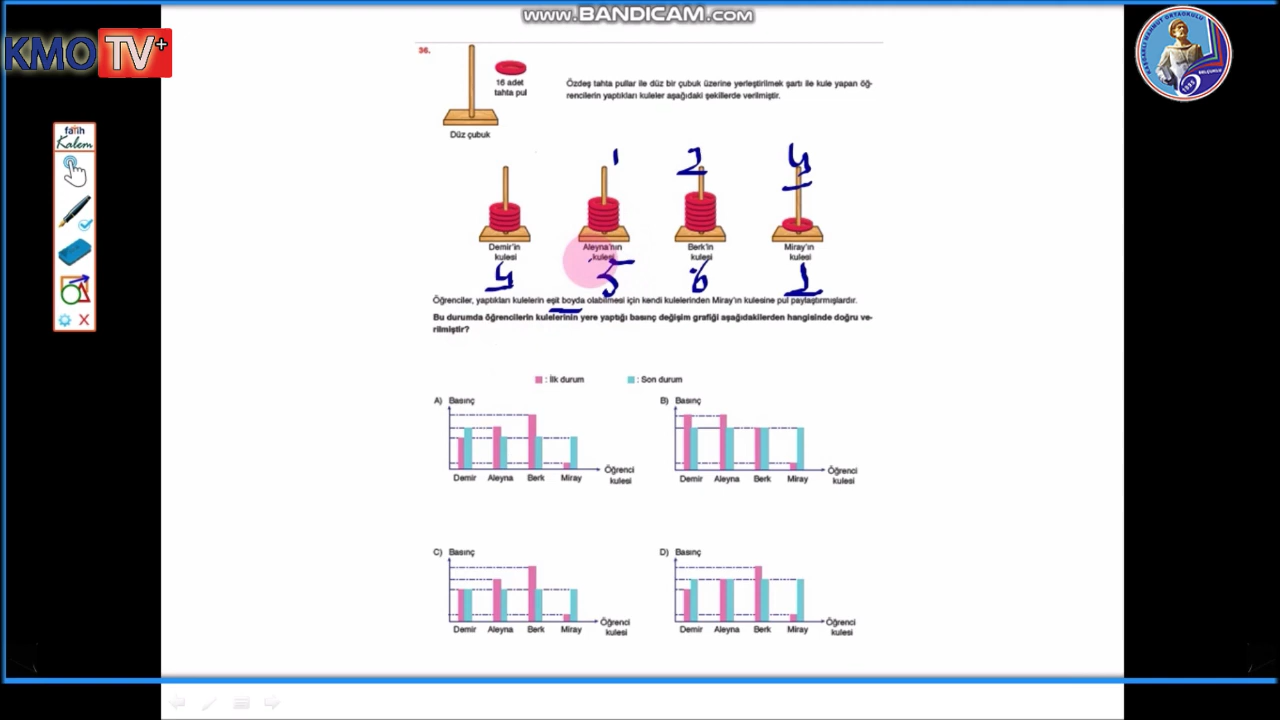 www.BANDICAM.com
KMO TV+
fatih
Kalem
36.
16 adet
tahta pul
Düz çubuk
Özdeş tahta pullar ile düz bir çubuk üzerine yerleştirilmek şartı ile kule yapan öğ-
rencilerin yaptıkları kuleler aşağıdaki şekillerde verilmiştir.
1 2 4
Demir'in
kulesi
Aleyna'nın
kulesi
Berk'in
kulesi
Miray'ın
kulesi
4 5 6 1
Öğrenciler, yaptıkları kulelerin eşit boyda olabilmesi için kendi kulelerinden Miray'ın kulesine pul paylaştırmışlardır.
Bu durumda öğrencilerin kulelerinin yere yaptığı basınç değişim grafiği aşağıdakilerden hangisinde doğru ve-
rilmiştir?
: İlk durum : Son durum
A) Basınç
Demir Aleyna Berk Miray
Öğrenci
kulesi
B) Basınç
Demir Aleyna Berk Miray
Öğrenci
kulesi
C) Basınç
Demir Aleyna Berk Miray
Öğrenci
kulesi
D) Basınç
Demir Aleyna Berk Miray
Öğrenci
kulesi